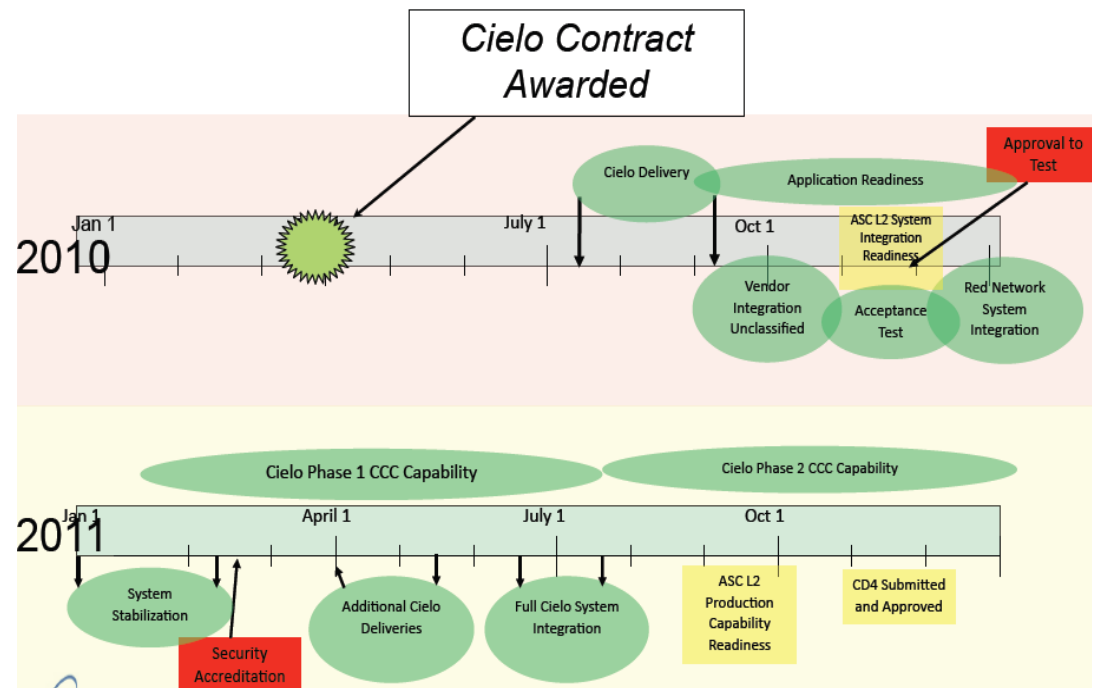 Cielo Contract
Awarded
Approval to
Test
Cielo Delivery
Application Readiness
Jan 1
July 1
Oct 1
ASC L2 System
Integration
Readiness
2010
Vendor
Integration
Unclassified
Acceptance
Test
Red Network
System
Integration
Cielo Phase 1 CCC Capability
Cielo Phase 2 CCC Capability
Jan 1
April 1
July 1
Oct 1
2011
System
Stabilization
Additional Cielo
Deliveries
Full Cielo System
Integration
ASC L2
Production
Capability
Readiness
CD4 Submitted
and Approved
Security
Accreditation